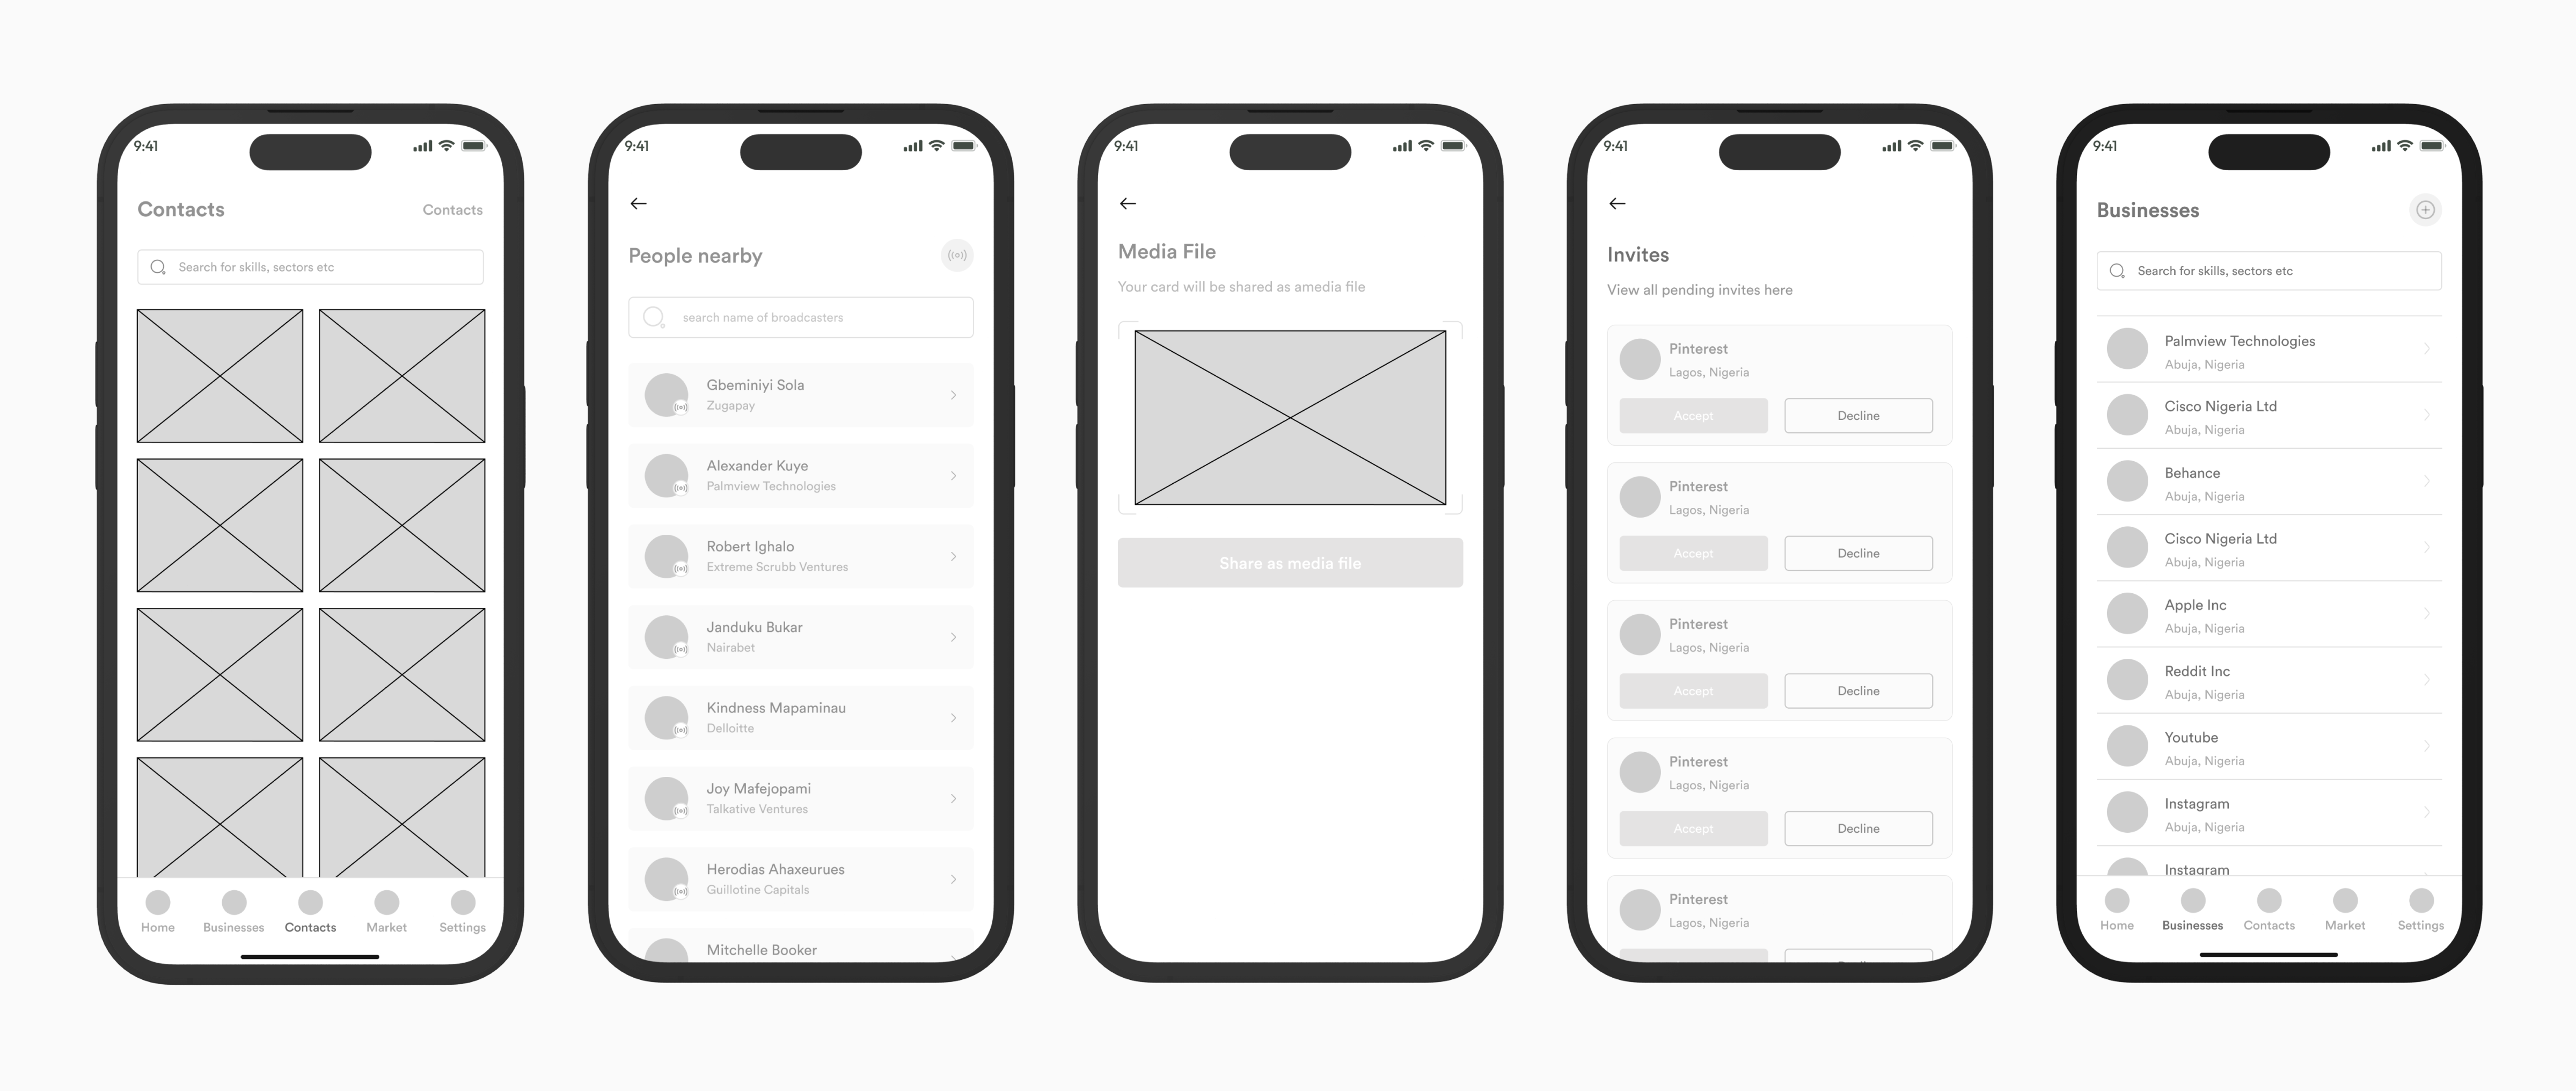 9:41
Contacts
Contacts
Search for skills, sectors etc
Home
Businesses
Contacts
Market
Settings
9:41
People nearby
search name of broadcasters
Gbeminiyi Sola
Zugapay
Alexander Kuye
Palmview Technologies
Robert Ighalo
Extreme Scrubb Ventures
Janduku Bukar
Nairabet
Kindness Mapaminau
Delloitte
Joy Mafejopami
Talkative Ventures
Herodias Ahaxeurues
Guillotine Capitals
Mitchelle Booker
9:41
Media File
Your card will be shared as amedia file
Share as media file
9:41
Invites
View all pending invites here
Pinterest
Lagos, Nigeria
Accept
Decline
Pinterest
Lagos, Nigeria
Accept
Decline
Pinterest
Lagos, Nigeria
Accept
Decline
Pinterest
Lagos, Nigeria
Accept
Decline
Pinterest
Lagos, Nigeria
9:41
Businesses
Search for skills, sectors etc
Palmview Technologies
Abuja, Nigeria
Cisco Nigeria Ltd
Abuja, Nigeria
Behance
Abuja, Nigeria
Cisco Nigeria Ltd
Abuja, Nigeria
Apple Inc
Abuja, Nigeria
Reddit Inc
Abuja, Nigeria
Youtube
Abuja, Nigeria
Instagram
Abuja, Nigeria
Instagram
Home
Businesses
Contacts
Market
Settings